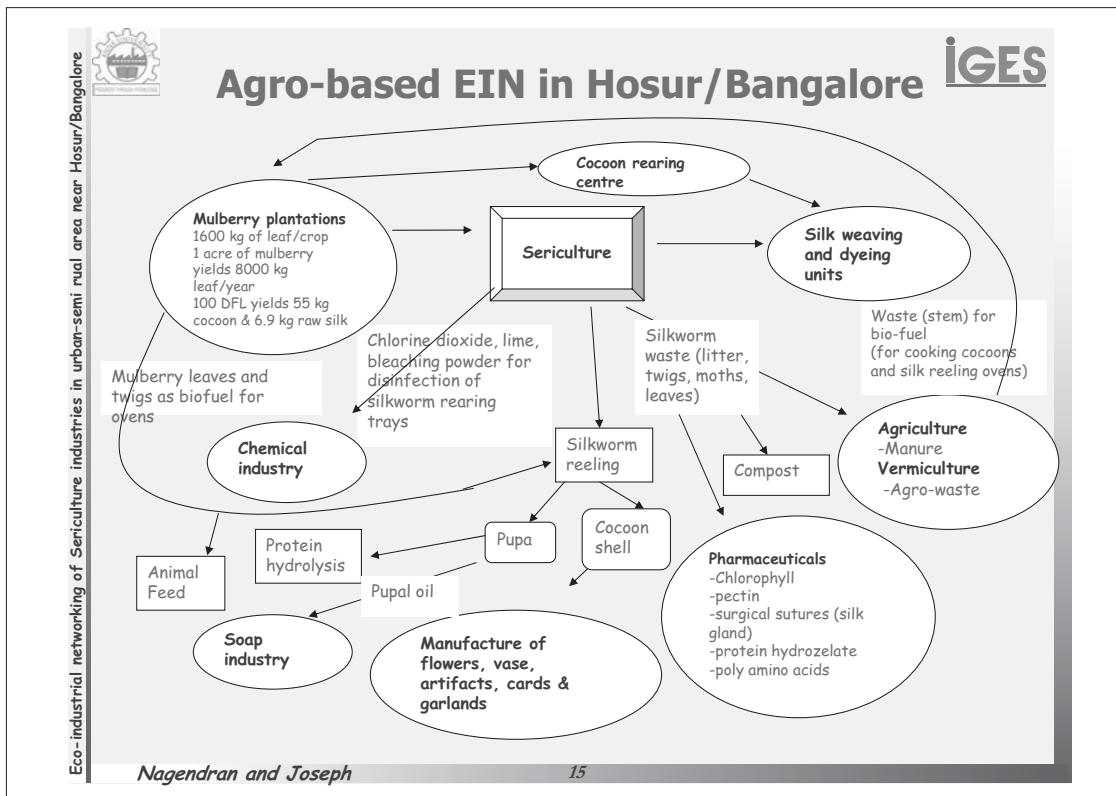 Eco-industrial networking of Sericulture industries in urban-semi rual area near Hosur/Bangalore
IGES
Agro-based EIN in Hosur/Bangalore
Cocoon rearing
centre
Mulberry plantations
1600 kg of leaf/crop
1 acre of mulberry
yields 8000 kg
leaf/year
100 DFL yields 55 kg
cocoon & 6.9 kg raw silk
Sericulture
Silk weaving
and dyeing
units
Mulberry leaves and
twigs as biofuel for
ovens
Chlorine dioxide, lime,
bleaching powder for
disinfection of
silkworm rearing
trays
Silkworm
waste (litter,
twigs, moths,
leaves)
Waste (stem) for
bio-fuel
(for cooking cocoons
and silk reeling ovens)
Chemical
industry
Silkworm
reeling
Compost
Agriculture
-Manure
Vermiculture
-Agro-waste
Animal
Feed
Protein
hydrolysis
Pupa
Cocoon
shell
Pupal oil
Soap
industry
Manufacture of
flowers, vase,
artifacts, cards &
garlands
Pharmaceuticals
-Chlorophyll
-pectin
-surgical sutures (silk
gland)
-protein hydrozelate
-poly amino acids
Nagendran and Joseph
15